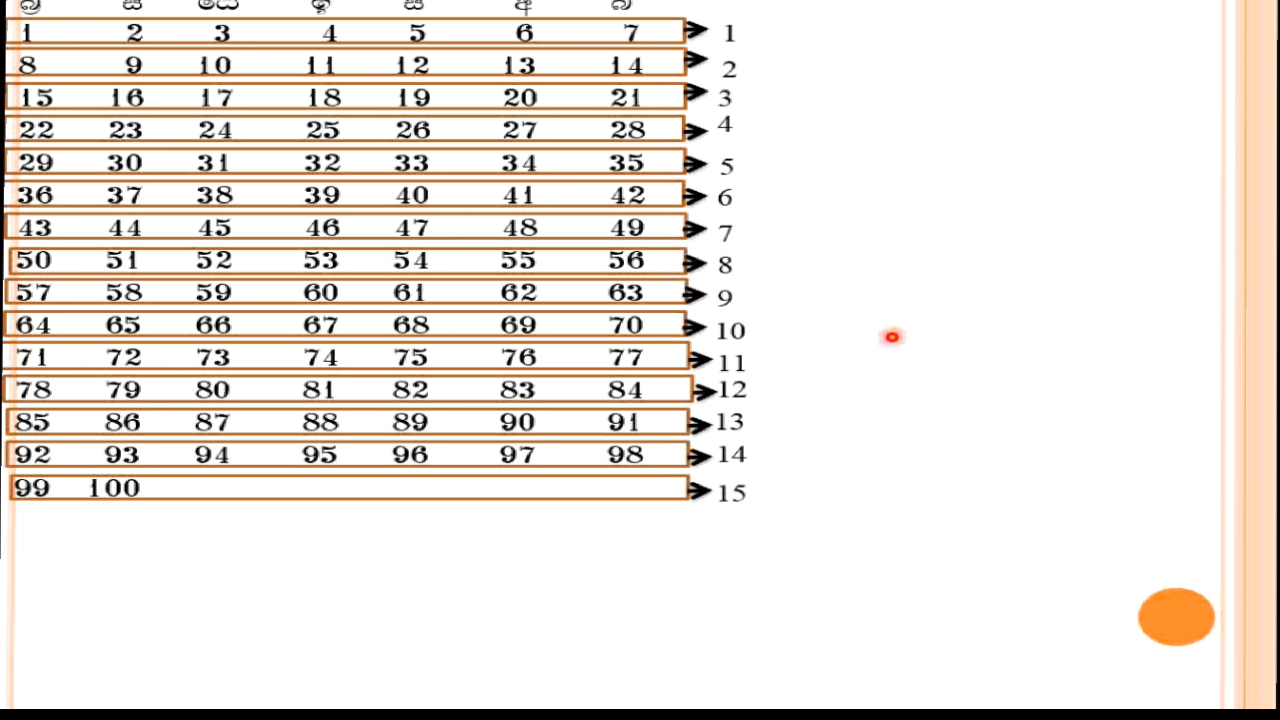 බ්‍ර ස යෙ ඉ ස අ බ
1 2 3 4 5 6 7 1
8 9 10 11 12 13 14 2
15 16 17 18 19 20 21 3
22 23 24 25 26 27 28 4
29 30 31 32 33 34 35 5
36 37 38 39 40 41 42 6
43 44 45 46 47 48 49 7
50 51 52 53 54 55 56 8
57 58 59 60 61 62 63 9
64 65 66 67 68 69 70 10
71 72 73 74 75 76 77 11
78 79 80 81 82 83 84 12
85 86 87 88 89 90 91 13
92 93 94 95 96 97 98 14
99 100 15